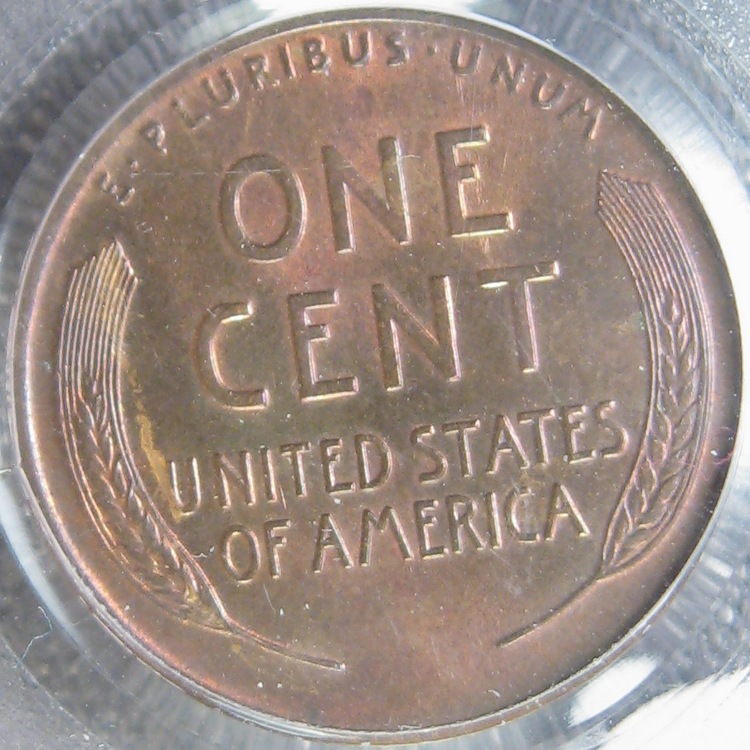 E·PLURIBUS·UNUM
ONE
CENT
UNITED STATES
OF AMERICA